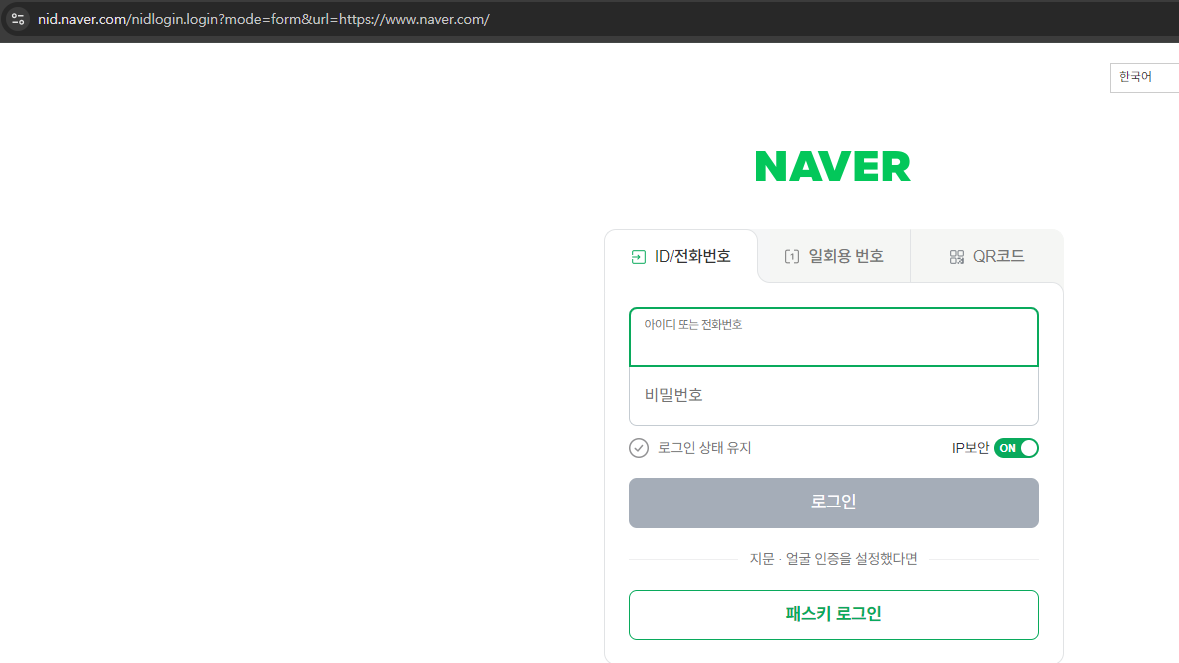 nid.naver.com/nidlogin.login?mode=form&url=https://www.naver.com/
한국어
NAVER
ID/전화번호
1 일회용 번호
QR코드
아이디 또는 전화번호
비밀번호
로그인 상태 유지
IP보안 ON
로그인
지문 · 얼굴 인증을 설정했다면
패스키 로그인